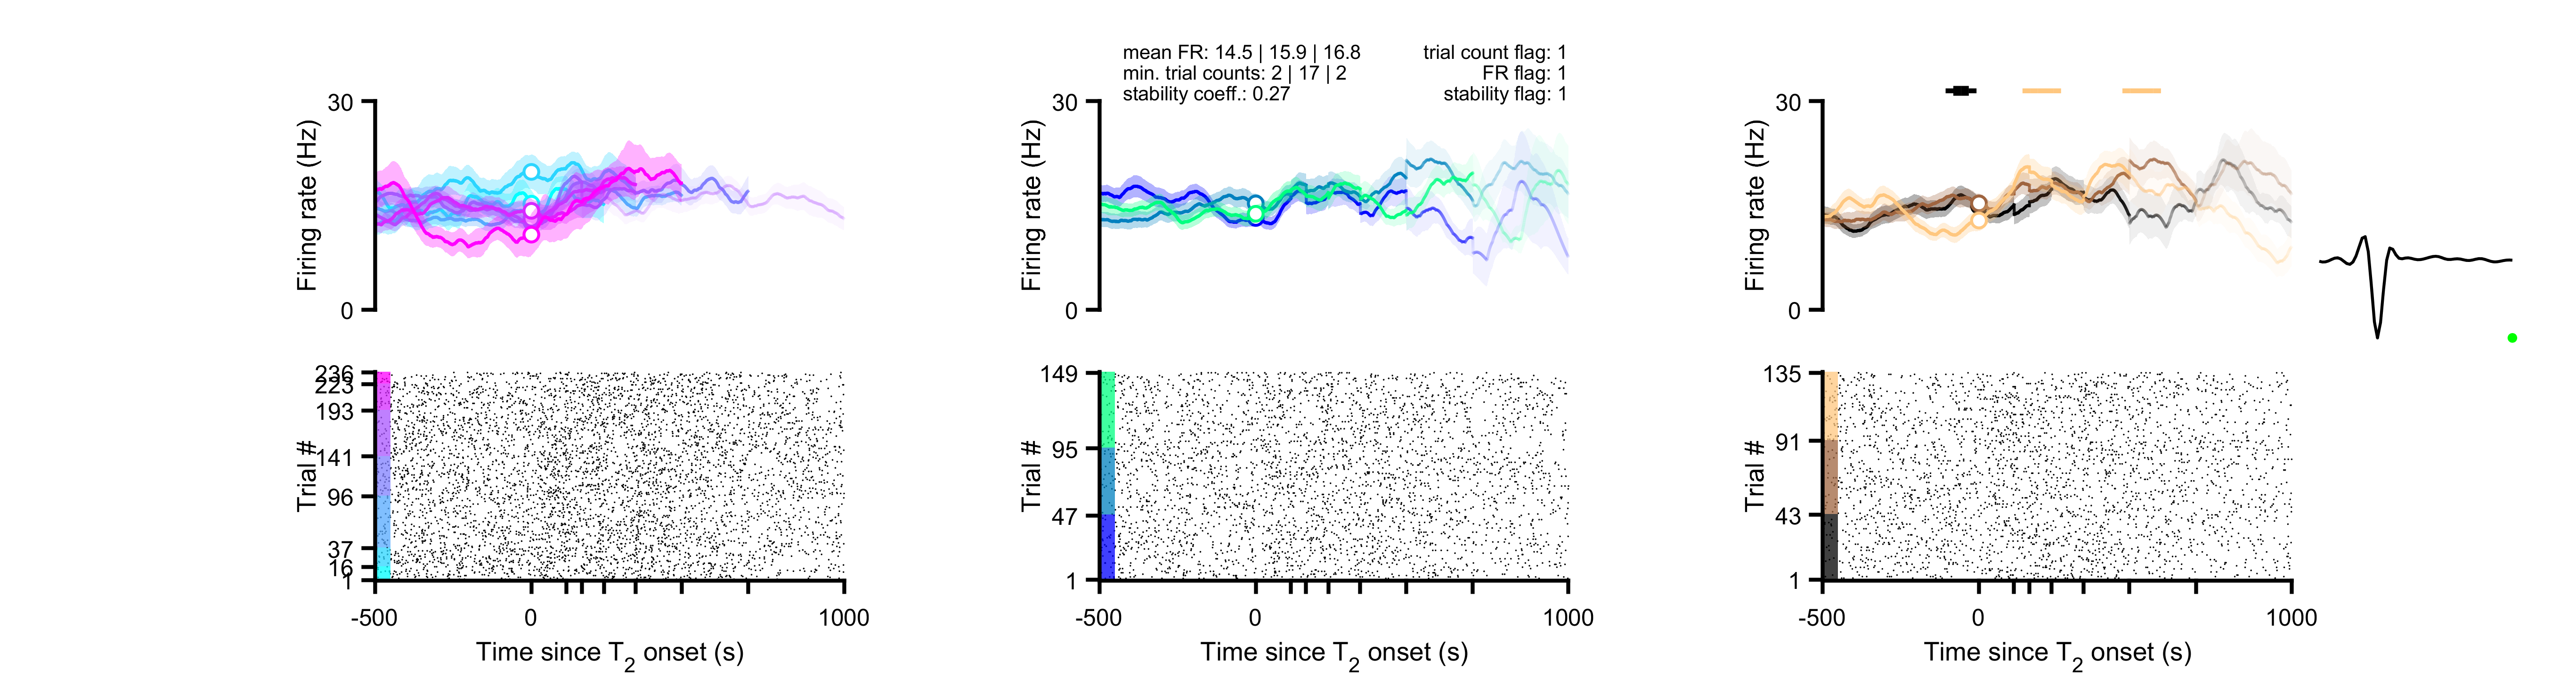 mean FR: 14.5 | 15.9 | 16.8
min. trial counts: 2 | 17 | 2
stability coeff.: 0.27
trial count flag: 1
FR flag: 1
stability flag: 1
30
Firing rate (Hz)
0
30
Firing rate (Hz)
0
30
Firing rate (Hz)
0
236
223
193
141
96
37
16
1
Trial #
-500
0
1000
Time since T2 onset (s)
149
95
47
1
Trial #
-500
0
1000
Time since T2 onset (s)
135
91
43
1
Trial #
-500
0
1000
Time since T2 onset (s)